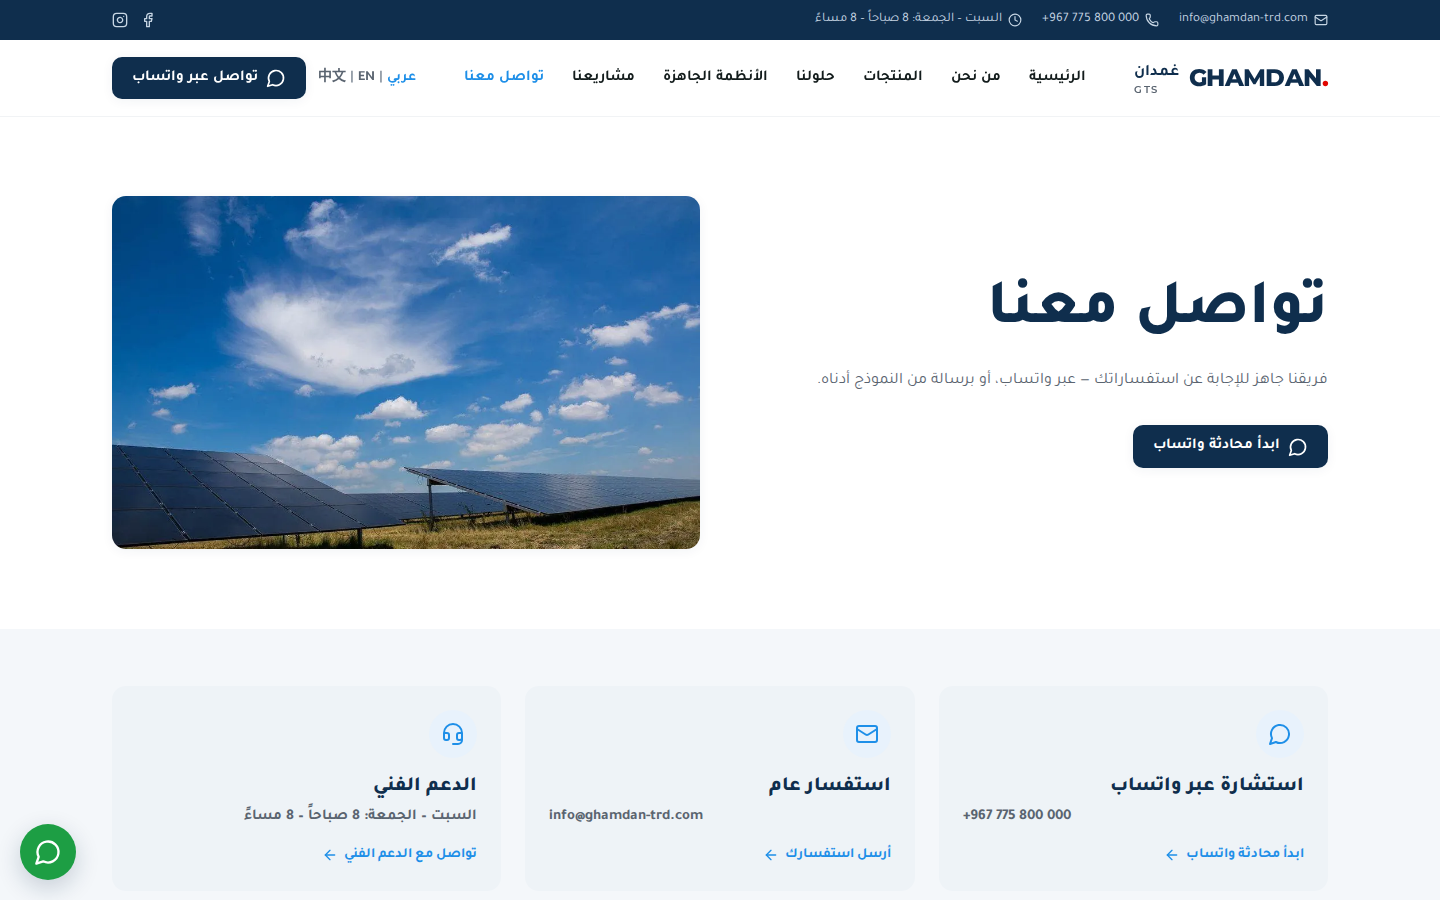 info@ghamdan-trd.com
+967 775 800 000
السبت - الجمعة: 8 صباحاً - 8 مساءً
GHAMDAN.
غمدان
GTS
الرئيسية
من نحن
المنتجات
حلولنا
الأنظمة الجاهزة
مشاريعنا
تواصل معنا
عربي | EN | 中文
تواصل عبر واتساب
تواصل معنا
فريقنا جاهز للإجابة عن استفساراتك – عبر واتساب، أو برسالة من النموذج أدناه.
ابدأ محادثة واتساب
استشارة عبر واتساب
+967 775 800 000
ابدأ محادثة واتساب
استفسار عام
info@ghamdan-trd.com
أرسل استفسارك
الدعم الفني
السبت - الجمعة: 8 صباحاً - 8 مساءً
تواصل مع الدعم الفني